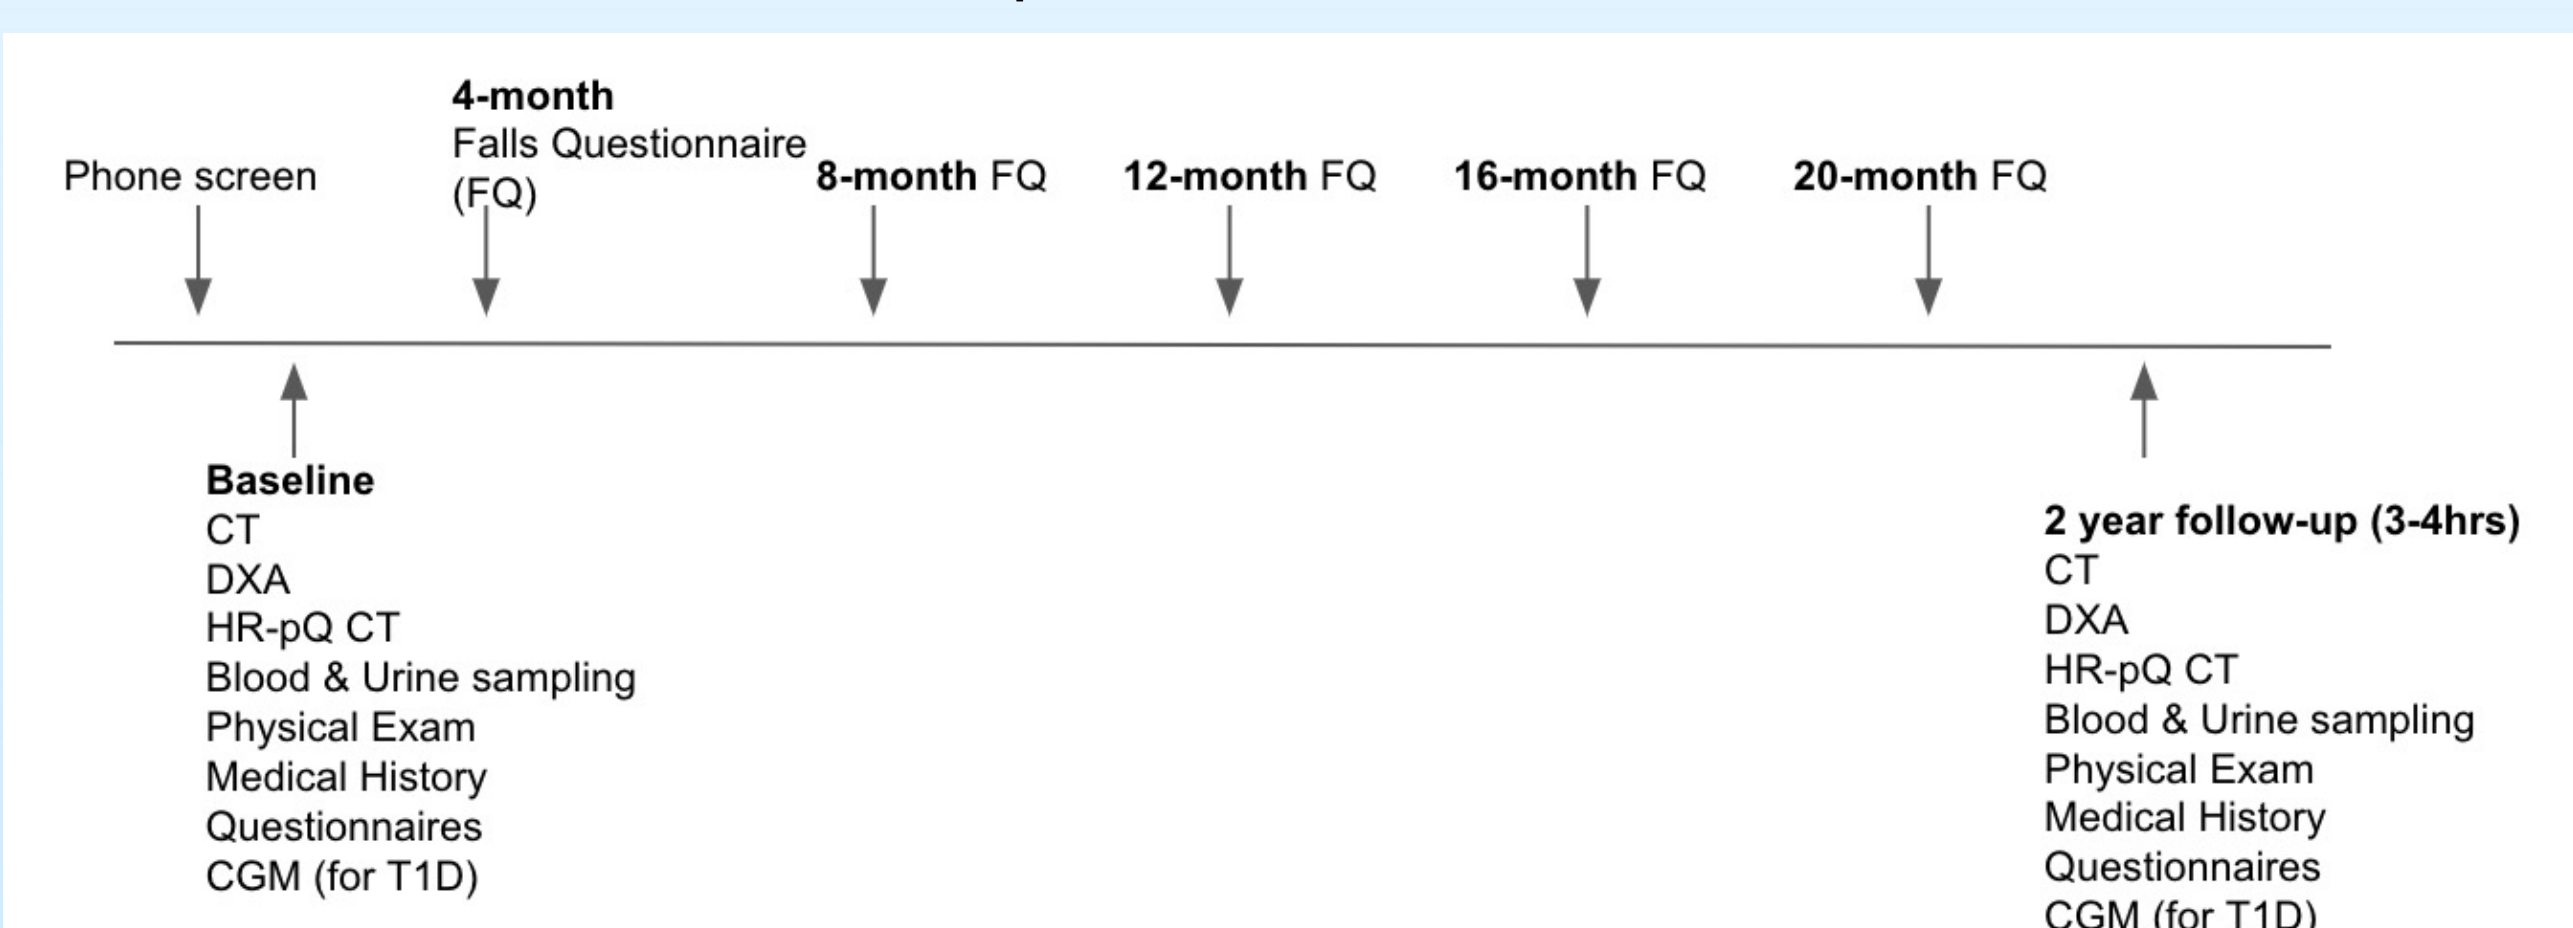 Phone screen
4-month
Falls Questionnaire
(FQ)
8-month FQ
12-month FQ
16-month FQ
20-month FQ
Baseline
CT
DXA
HR-pQ CT
Blood & Urine sampling
Physical Exam
Medical History
Questionnaires
CGM (for T1D)
2 year follow-up (3-4hrs)
CT
DXA
HR-pQ CT
Blood & Urine sampling
Physical Exam
Medical History
Questionnaires
CGM (for T1D)